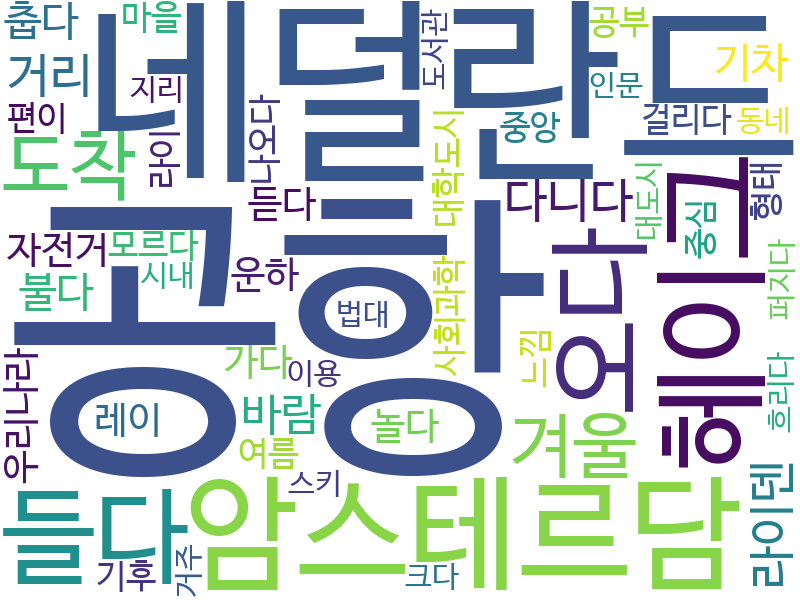 춥다
마을
네덜란드
도서관
공부
거리
지리
인문
기차
편이
라이
나오다
중앙
걸리다
동네
도착
듣다
대학도시
다니다
대도시
헤이그
형태
자전거
모르다
공항
오다
중심
불다
시내
운하
사회과학
퍼지다
법대
우리나라
가다
이용
느낌
흐리다
레이
바람
놀다
겨울
여름
스키
들다
암스테르담
라이덴
기후
거주
크다